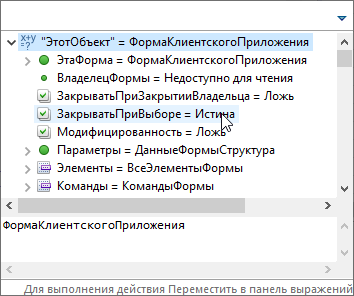 x+y
=?
"ЭтотОбъект" = ФормаКлиентскогоПриложения
ЭтаФорма = ФормаКлиентскогоПриложения
ВладелецФормы = Недоступно для чтения
ЗакрыватьПриЗакрытииВладельца = Ложь
ЗакрыватьПриВыборе = Истина
Модифицированность = Ложь
Параметры = ДанныеФормыСтруктура
Элементы = ВсеЭлементыФормы
Команды = КомандыФормы
ФормаКлиентскогоПриложения
Для выполнения действия Переместить в панель выражений